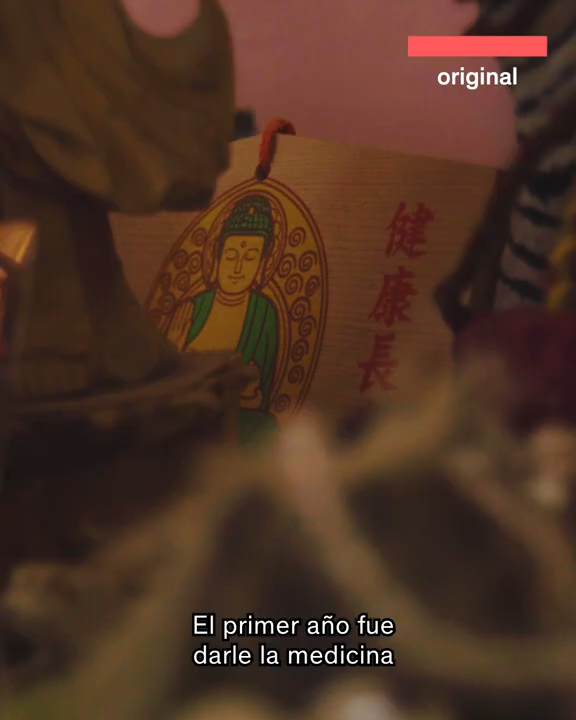 original
健康長
El primer año fue
darle la medicina